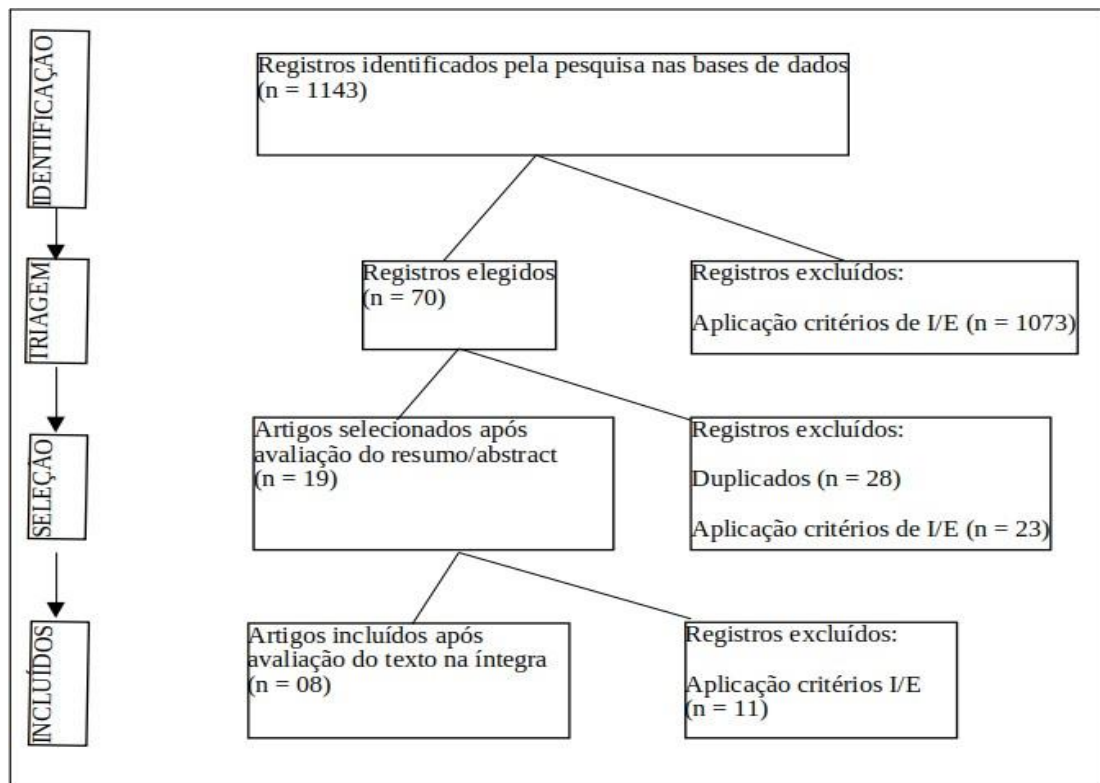 IDENTIFICAÇÃO
Registros identificados pela pesquisa nas bases de dados
(n = 1143)
TRIAGEM
Registros elegidos
(n = 70)
Registros excluídos:
Aplicação critérios de I/E (n = 1073)
SELEÇÃO
Artigos selecionados após
avaliação do resumo/abstract
(n = 19)
Registros excluídos:
Duplicados (n = 28)
Aplicação critérios de I/E (n = 23)
INCLUÍDOS
Artigos incluídos após
avaliação do texto na íntegra
(n = 08)
Registros excluídos:
Aplicação critérios I/E
(n = 11)